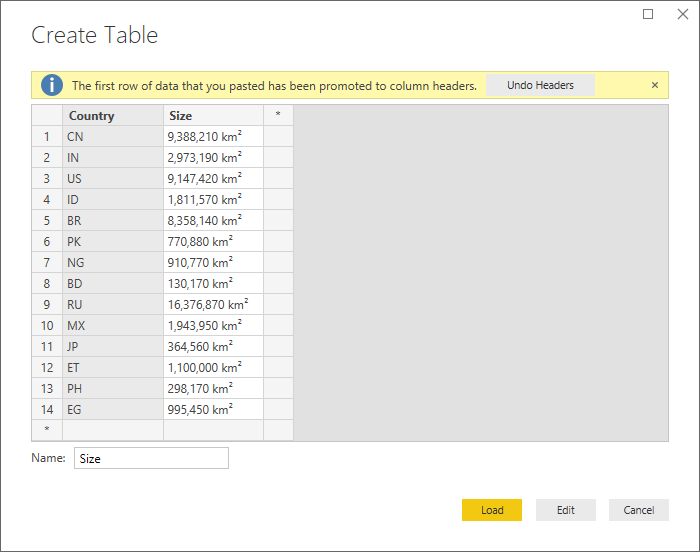 Create Table
The first row of data that you pasted has been promoted to column headers. Undo Headers ×
Country Size *
1 CN 9,388,210 km²
2 IN 2,973,190 km²
3 US 9,147,420 km²
4 ID 1,811,570 km²
5 BR 8,358,140 km²
6 PK 770,880 km²
7 NG 910,770 km²
8 BD 130,170 km²
9 RU 16,376,870 km²
10 MX 1,943,950 km²
11 JP 364,560 km²
12 ET 1,100,000 km²
13 PH 298,170 km²
14 EG 995,450 km²
*
Name: Size
Load Edit Cancel